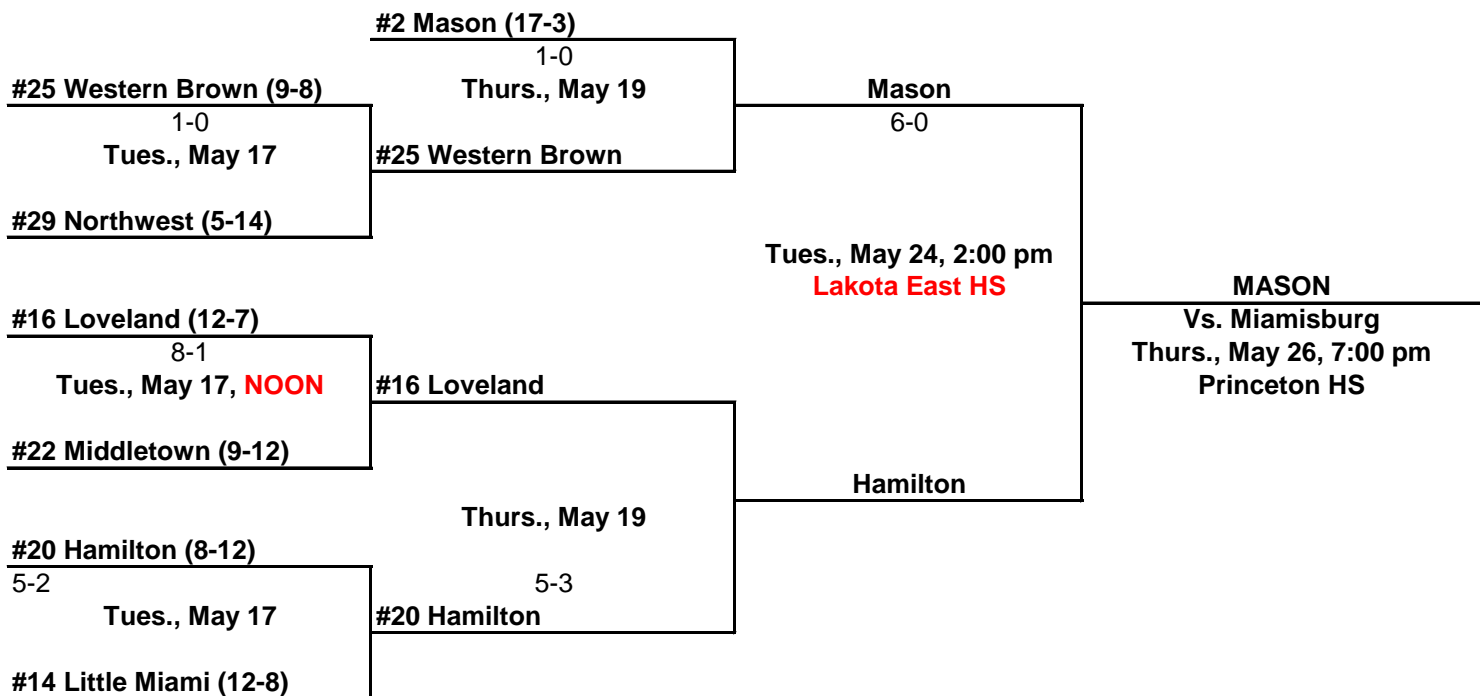 #2 Mason (17-3)
1-0
#25 Western Brown (9-8)
Thurs., May 19
Mason
1-0
6-0
Tues., May 17
#25 Western Brown
#29 Northwest (5-14)
Tues., May 24, 2:00 pm
Lakota East HS
MASON
#16 Loveland (12-7)
Vs. Miamisburg
8-1
Thurs., May 26, 7:00 pm
Tues., May 17, NOON
#16 Loveland
Princeton HS
#22 Middletown (9-12)
Hamilton
Thurs., May 19
#20 Hamilton (8-12)
5-2
5-3
Tues., May 17
#20 Hamilton
#14 Little Miami (12-8)